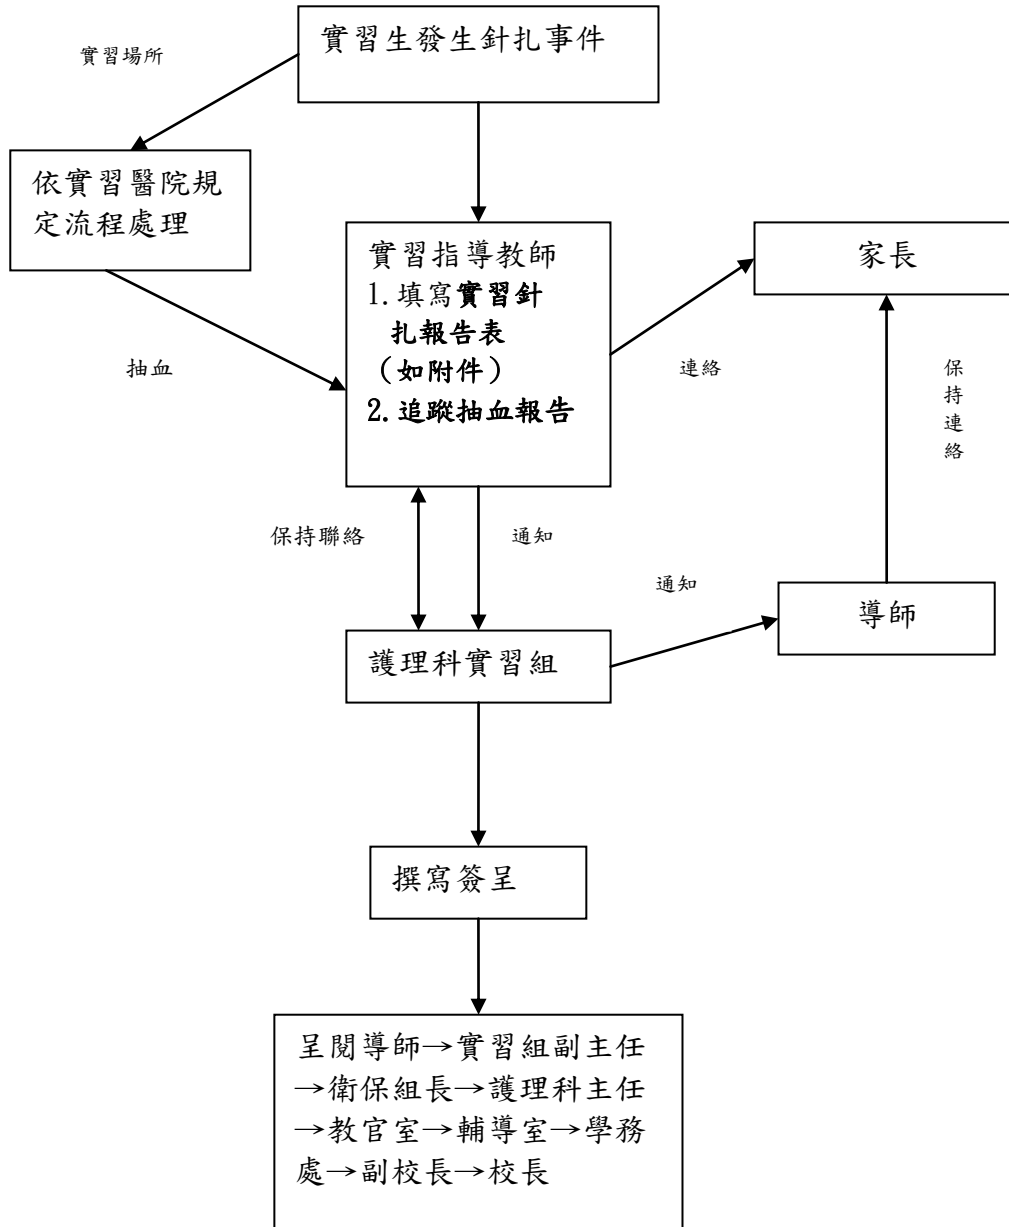 實習生發生針扎事件
實習場所
依實習醫院規
定流程處理
實習指導教師
1.填寫實習針
扎報告表
(如附件)
2.追蹤抽血報告
家長
抽血
連絡
保
持
連
絡
保持聯絡
通知
通知
導師
護理科實習組
撰寫簽呈
呈閱導師→實習組副主任
→衛保組長→護理科主任
→教官室→輔導室→學務
處→副校長→校長